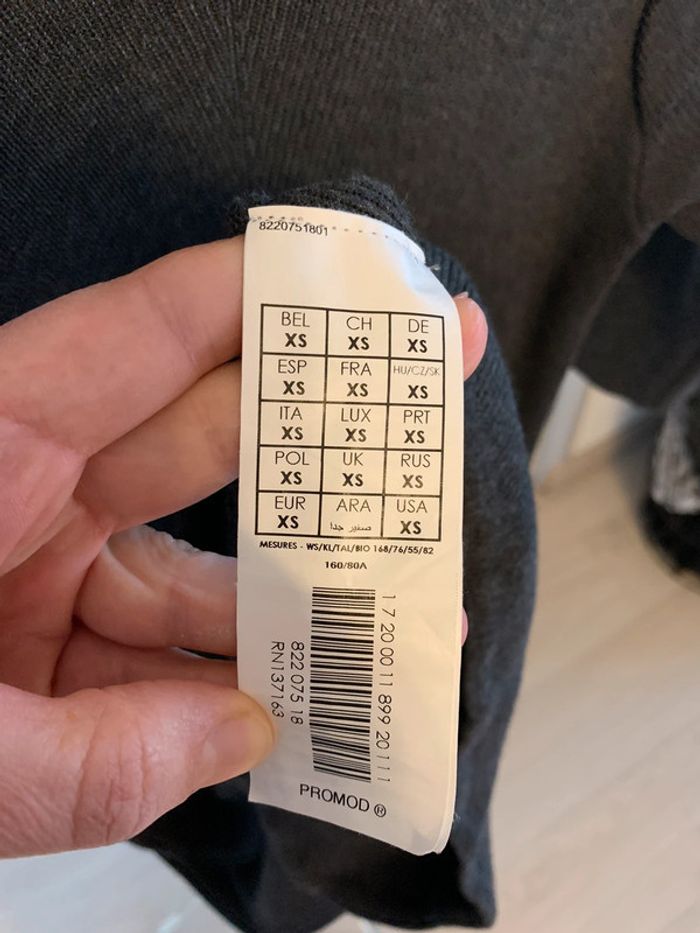 8220751801
BEL CH DE
XS XS XS
ESP FRA HU/CZ/SK
XS XS XS
ITA LUX PRT
XS XS XS
POL UK RUS
XS XS XS
EUR ARA USA
XS صغير جدا XS
MESURES - WS/KL/TAL/BIO 168/76/55/82
160/80A
1 7 20 00 11 899 20 11 1
822 075 18
RN137163
PROMOD ®